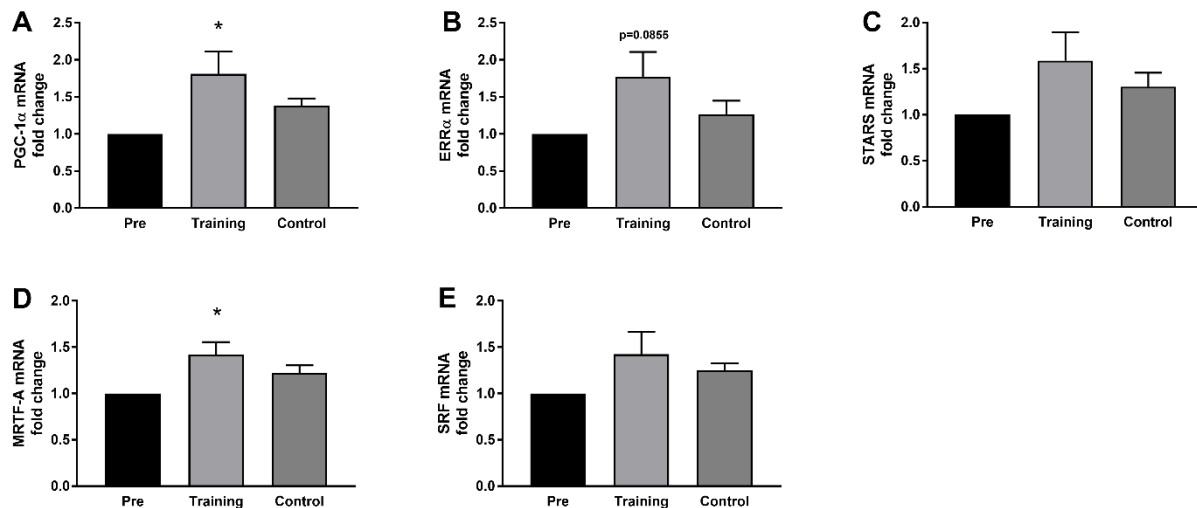 A
PGC-1α mRNA
fold change
2.5
2.0
1.5
1.0
0.5
0.0
*
Pre Training Control
B
ERRα mRNA
fold change
2.5
2.0
1.5
1.0
0.5
0.0
p=0.0855
Pre Training Control
C
STARS mRNA
fold change
2.0
1.5
1.0
0.5
0.0
Pre Training Control
D
MRTF-A mRNA
fold change
2.0
1.5
1.0
0.5
0.0
*
Pre Training Control
E
SRF mRNA
fold change
2.0
1.5
1.0
0.5
0.0
Pre Training Control